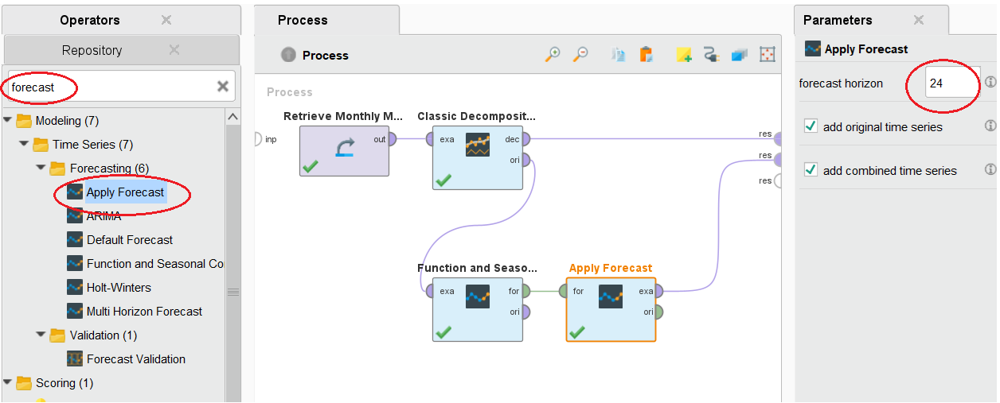 Operators
Repository
forecast
Modeling (7)
Time Series (7)
Forecasting (6)
Apply Forecast
ARIMA
Default Forecast
Function and Seasonal Co
Holt-Winters
Multi Horizon Forecast
Validation (1)
Forecast Validation
Scoring (1)
Process
Process
Process
Retrieve Monthly M...
Classic Decomposit...
inp
out
exa
dec
ori
res
res
res
Function and Seaso...
Apply Forecast
exa
for
ori
for
exa
ori
Parameters
Apply Forecast
forecast horizon
24
add original time series
add combined time series